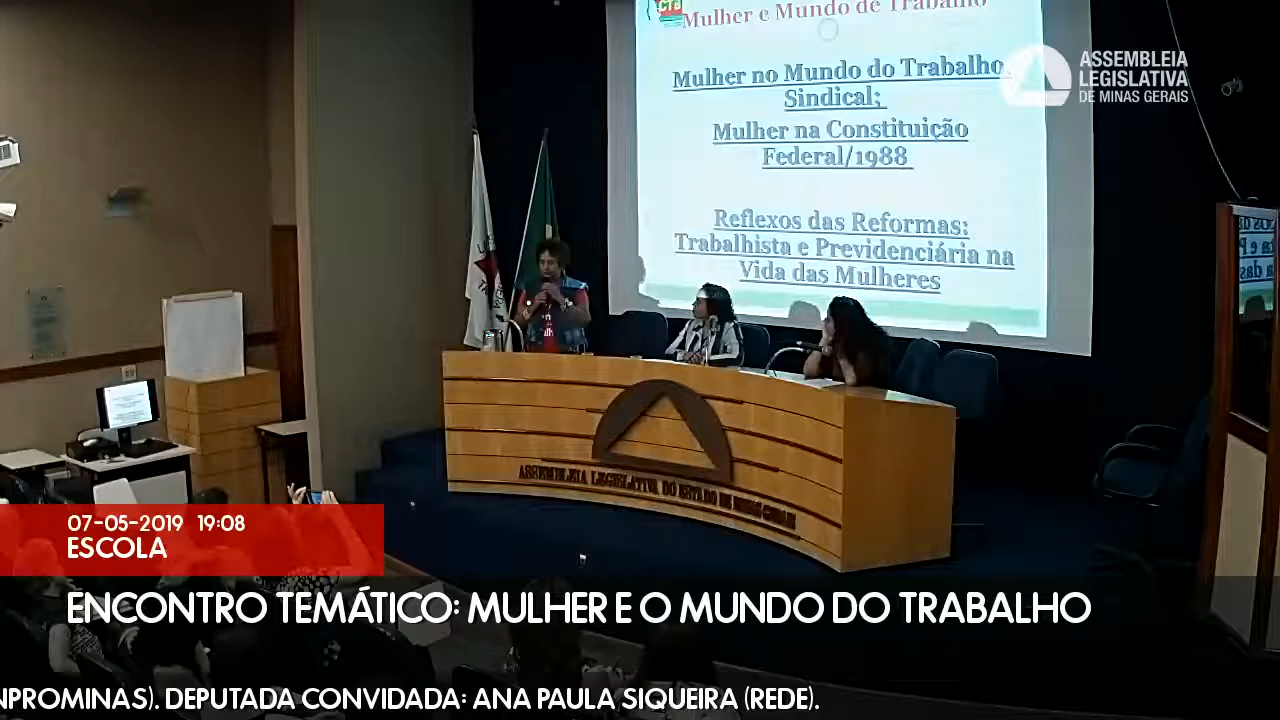 CTB
Mulher e Mundo de Trabalho
Mulher no Mundo do Trabalho
Sindical;
Mulher na Constituição
Federal/1988
Reflexos das Reformas:
Trabalhista e Previdenciária na
Vida das Mulheres
ASSEMBLEIA
LEGISLATIVA
DE MINAS GERAIS
ASSEMBLEIA LEGISLATIVA DO ESTADO DE MINAS GERAIS
07-05-2019 19:08
ESCOLA
ENCONTRO TEMÁTICO: MULHER E O MUNDO DO TRABALHO
NPROMINAS). DEPUTADA CONVIDADA: ANA PAULA SIQUEIRA (REDE).